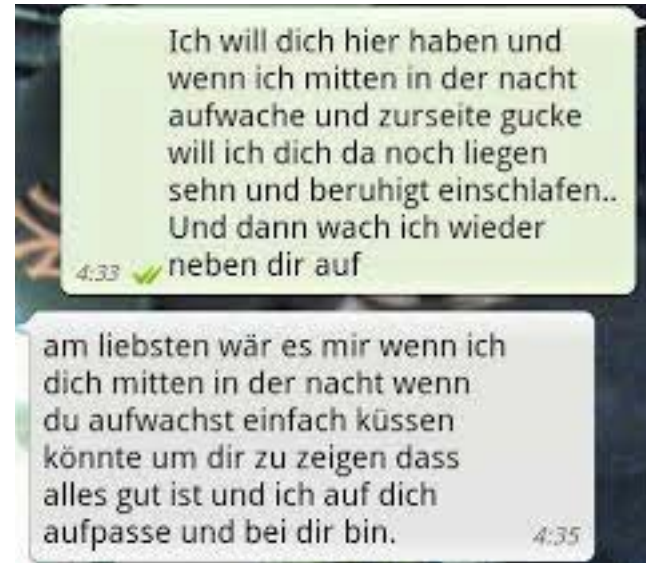 Ich will dich hier haben und
wenn ich mitten in der nacht
aufwache und zurseite gucke
will ich dich da noch liegen
sehn und beruhigt einschlafen..
Und dann wach ich wieder
neben dir auf
4:33
am liebsten wär es mir wenn ich
dich mitten in der nacht wenn
du aufwachst einfach küssen
könnte um dir zu zeigen dass
alles gut ist und ich auf dich
aufpasse und bei dir bin.
4:35